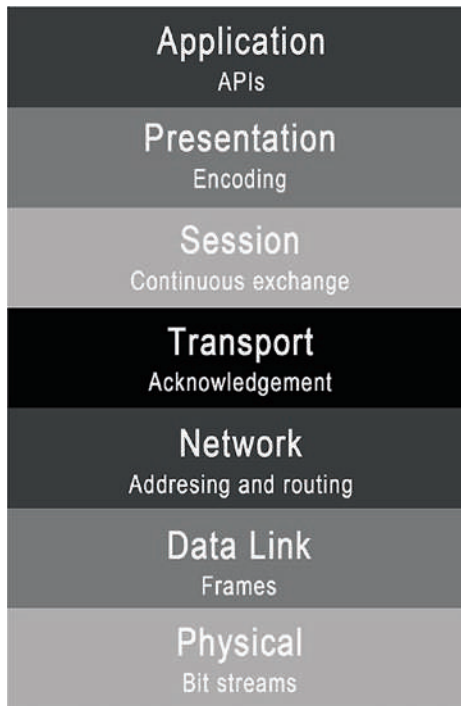 Application
APIs
Presentation
Encoding
Session
Continuous exchange
Transport
Acknowledgement
Network
Addresing and routing
Data Link
Frames
Physical
Bit streams